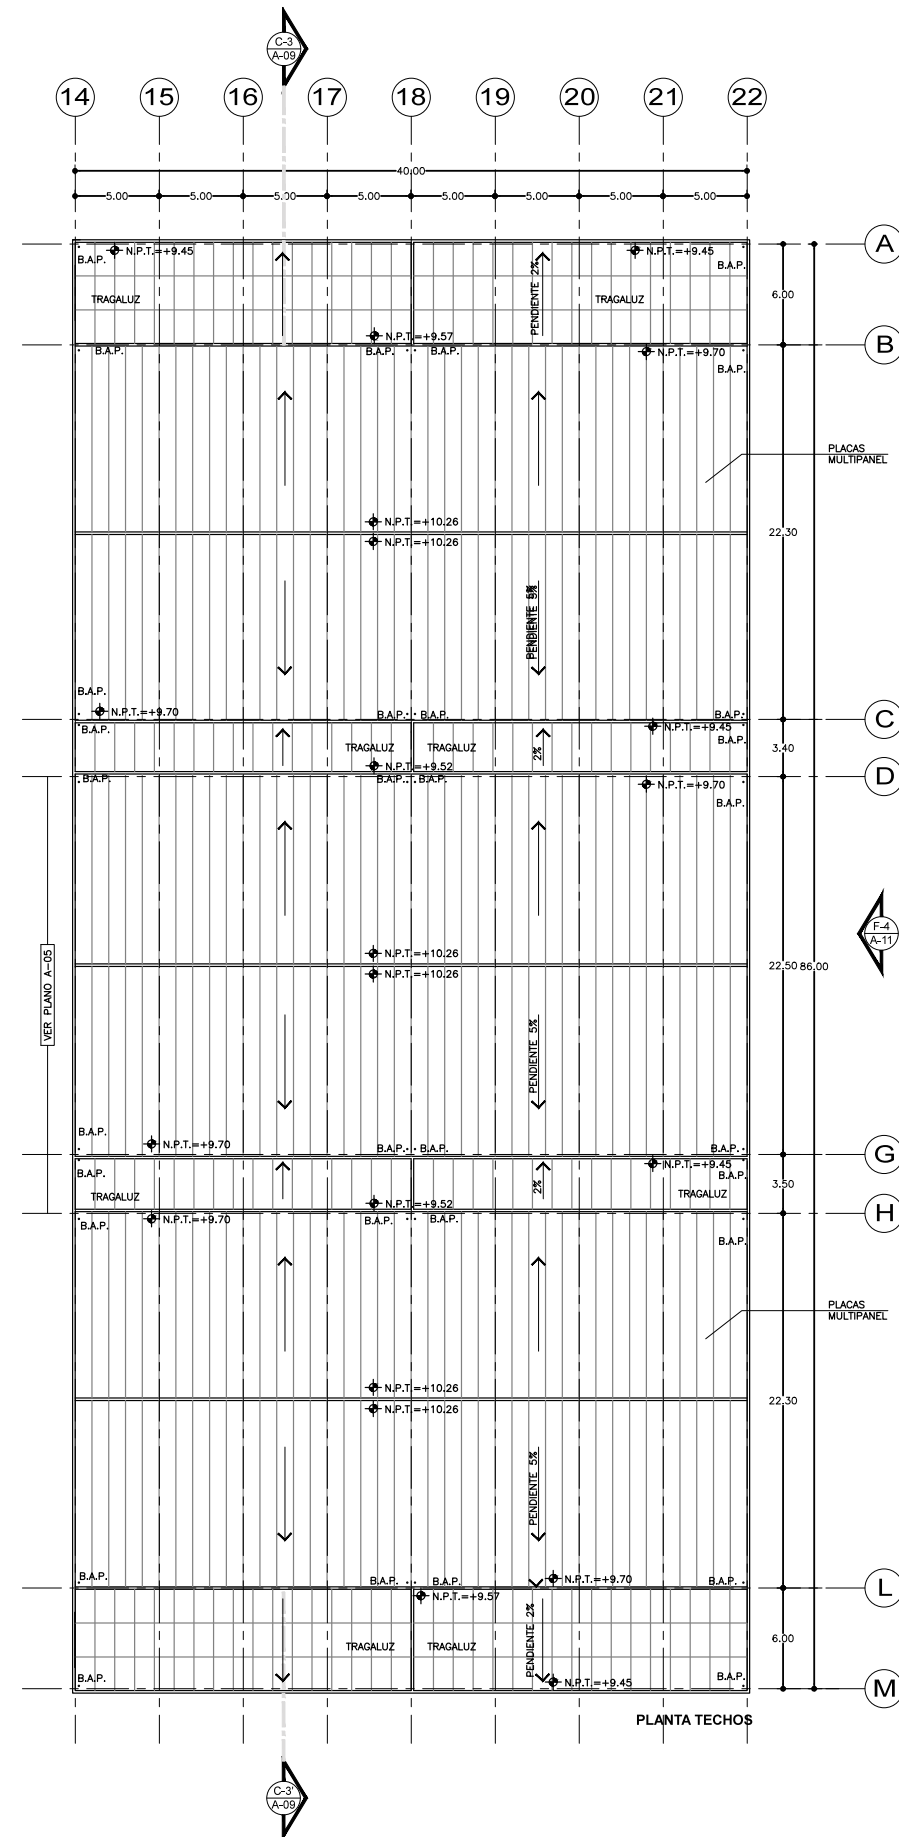 C-3
A-09
14 15 16 17 18 19 20 21 22
40.00
5.00 5.00 5.00 5.00 5.00 5.00 5.00 5.00
A
N.P.T.=+9.45 N.P.T.=+9.45
B.A.P. B.A.P.
PENDIENTE 2%
TRAGALUZ TRAGALUZ
6.00
N.P.T.=+9.57
B
B.A.P. B.A.P. B.A.P. N.P.T.=+9.70
B.A.P.
PLACAS
MULTIPANEL
N.P.T.=+10.26
22.30
N.P.T.=+10.26
PENDIENTE 5%
B.A.P.
N.P.T.=+9.70 B.A.P. B.A.P. B.A.P.
C
B.A.P. N.P.T.=+9.45
B.A.P.
TRAGALUZ TRAGALUZ 2% 3.40
N.P.T.=+9.52
D
B.A.P. B.A.P. B.A.P. N.P.T.=+9.70
B.A.P.
F-4
A-11
N.P.T.=+10.26
22.50 86.00
N.P.T.=+10.26
VER PLANO A-05
PENDIENTE 5%
B.A.P.
N.P.T.=+9.70 B.A.P. B.A.P. B.A.P.
G
N.P.T.=+9.45
B.A.P. B.A.P.
2% 3.50
TRAGALUZ TRAGALUZ
N.P.T.=+9.52
H
N.P.T.=+9.70 B.A.P. B.A.P.
B.A.P.
B.A.P.
PLACAS
MULTIPANEL
N.P.T.=+10.26
22.30
N.P.T.=+10.26
PENDIENTE 5%
B.A.P. B.A.P. B.A.P. N.P.T.=+9.70 B.A.P.
L
N.P.T.=+9.57
PENDIENTE 2%
6.00
TRAGALUZ TRAGALUZ
B.A.P. N.P.T.=+9.45 B.A.P.
M
PLANTA TECHOS
C-3'
A-09